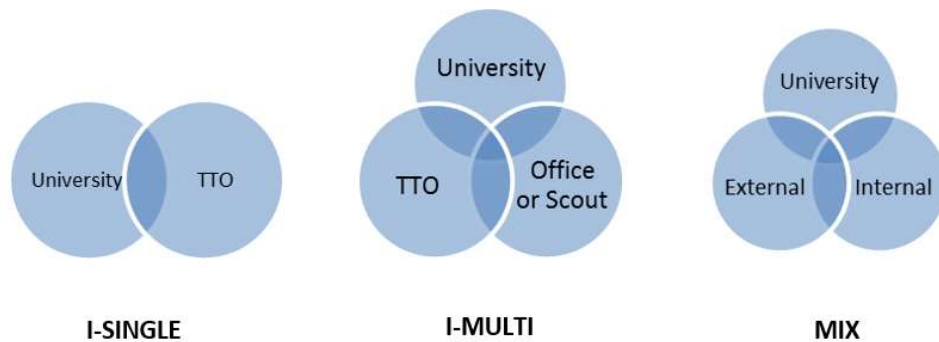 University
TTO
I-SINGLE
University
TTO
Office
or Scout
I-MULTI
University
External
Internal
MIX